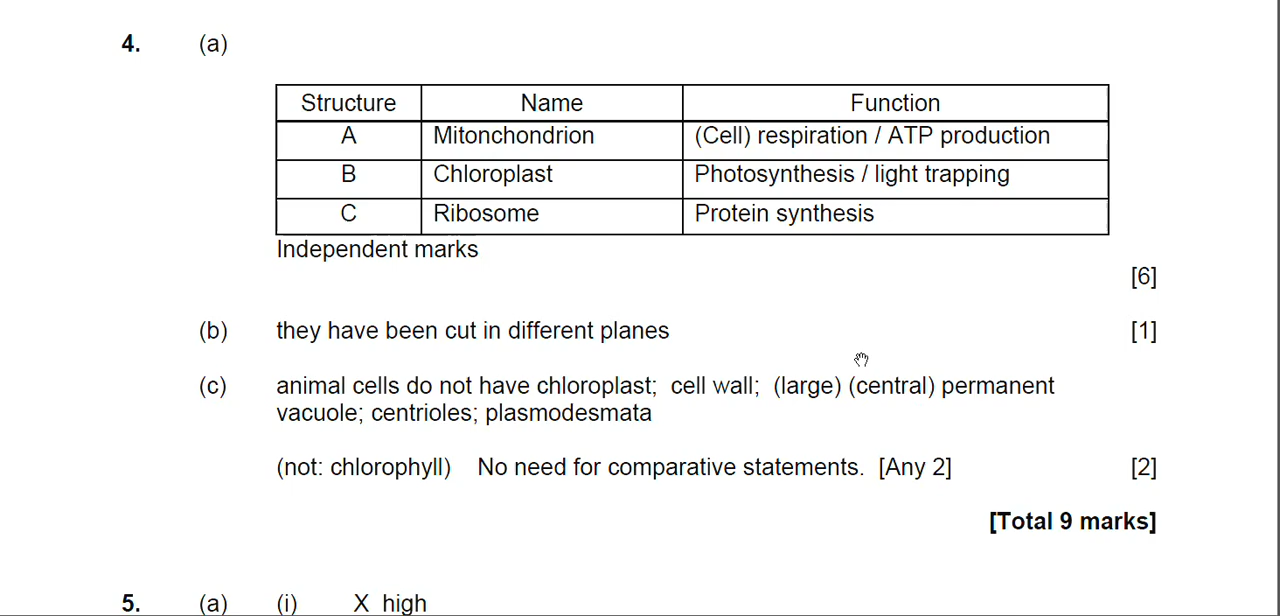 4. (a)
Structure Name Function
A Mitonchondrion (Cell) respiration / ATP production
B Chloroplast Photosynthesis / light trapping
C Ribosome Protein synthesis
Independent marks
[6]
(b) they have been cut in different planes [1]
(c) animal cells do not have chloroplast; cell wall; (large) (central) permanent
vacuole; centrioles; plasmodesmata
(not: chlorophyll) No need for comparative statements. [Any 2] [2]
[Total 9 marks]
5. (a) (i) X high